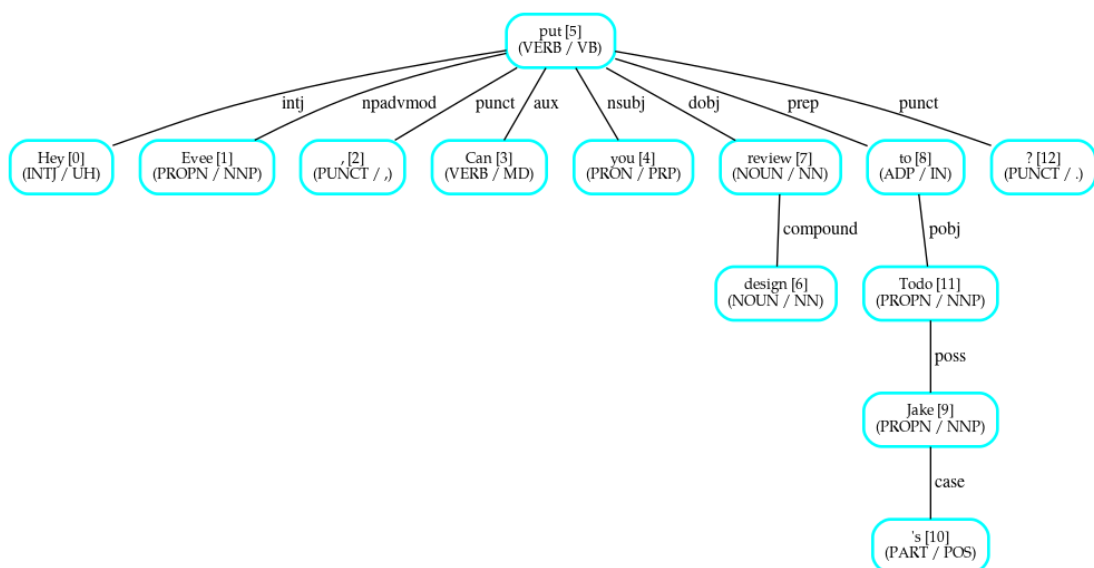 put [5]
(VERB / VB)
intj
npadvmod
punct
aux
nsubj
dobj
prep
punct
Hey [0]
(INTJ / UH)
Evee [1]
(PROPN / NNP)
, [2]
(PUNCT / ,)
Can [3]
(VERB / MD)
you [4]
(PRON / PRP)
review [7]
(NOUN / NN)
to [8]
(ADP / IN)
? [12]
(PUNCT / .)
compound
pobj
design [6]
(NOUN / NN)
Todo [11]
(PROPN / NNP)
poss
Jake [9]
(PROPN / NNP)
case
's [10]
(PART / POS)